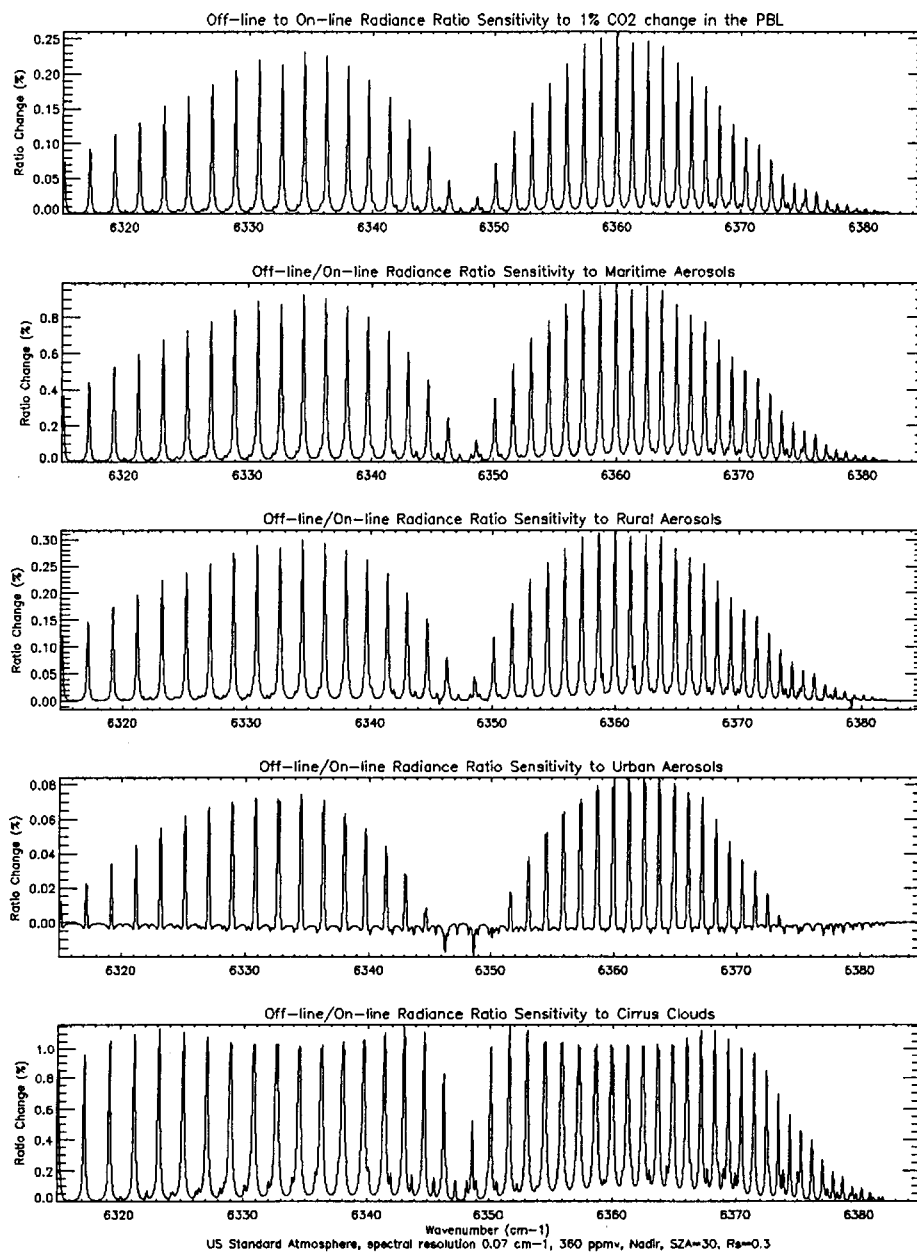 Off-line to On-line Radiance Ratio Sensitivity to 1% CO2 change in the PBL
0.25
0.20
0.15
0.10
0.05
0.00
Ratio Change (%)
6320 6330 6340 6350 6360 6370 6380
Off-line/On-line Radiance Ratio Sensitivity to Maritime Aerosols
0.8
0.6
0.4
0.2
0.0
Ratio Change (%)
6320 6330 6340 6350 6360 6370 6380
Off-line/On-line Radiance Ratio Sensitivity to Rural Aerosals
0.30
0.25
0.20
0.15
0.10
0.05
0.00
Ratio Change (%)
6320 6330 6340 6350 6360 6370 6380
Off-line/On-line Radiance Ratio Sensitivity to Urban Aerosols
0.08
0.06
0.04
0.02
0.00
Ratio Change (%)
6320 6330 6340 6350 6360 6370 6380
Off-line/On-line Radiance Ratio Sensitivity to Cirrus Clouds
1.0
0.8
0.6
0.4
0.2
0.0
Ratio Change (%)
6320 6330 6340 6350 6360 6370 6380
Wavenumber (cm-1)
US Standard Atmosphere, spectral resolution 0.07 cm-1, 360 ppmv, Nadir, SZA=30, Rs=0.3